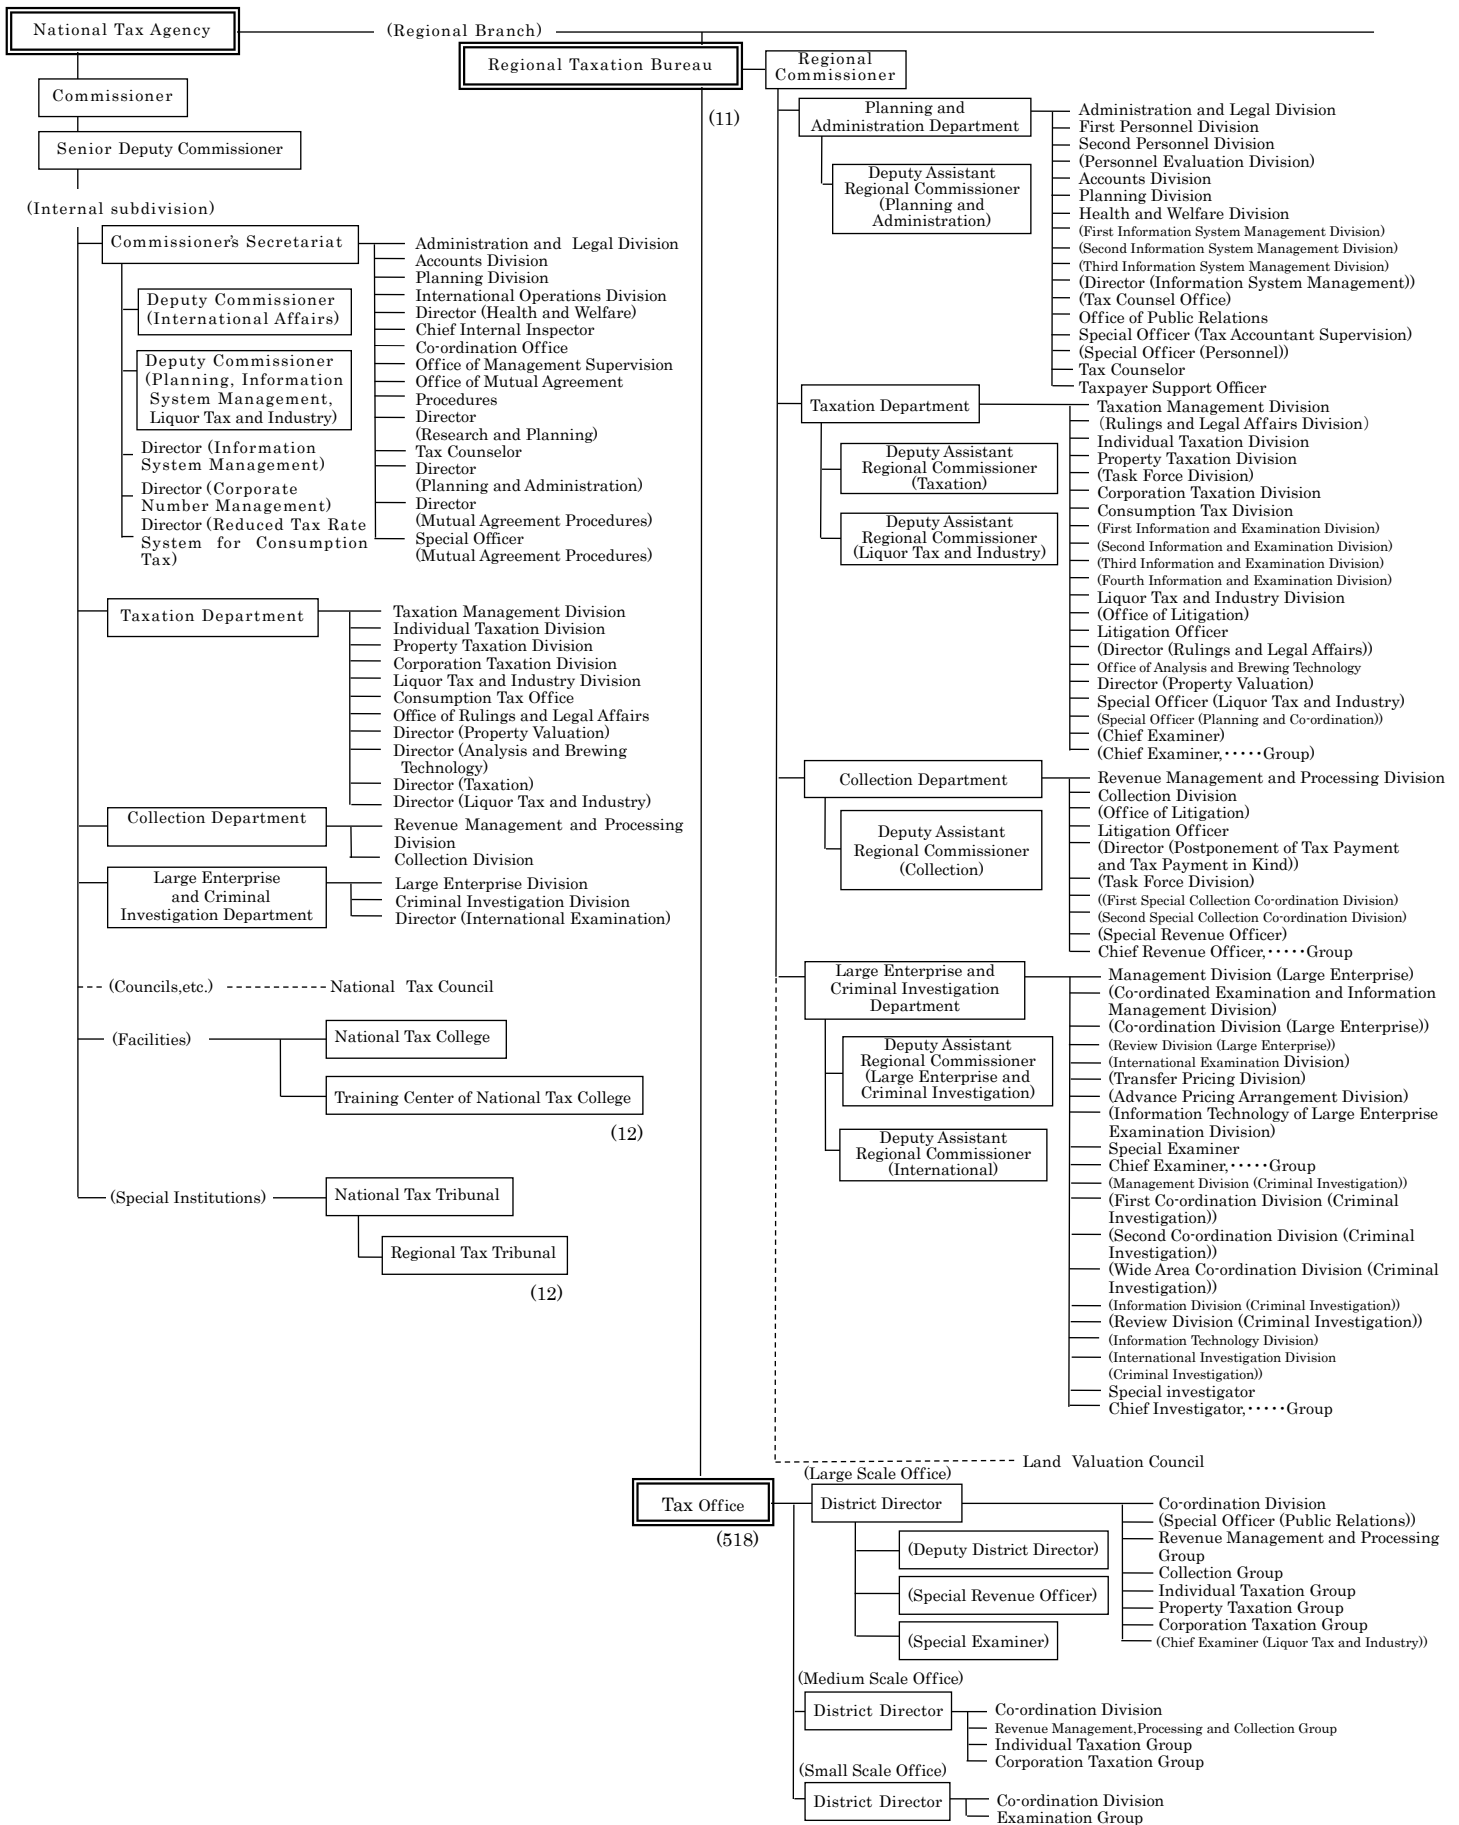 National Tax Agency
(Regional Branch)
Regional Taxation Bureau
(11)
Commissioner
Senior Deputy Commissioner
(Internal subdivision)
Commissioner's Secretariat
Deputy Commissioner
(International Affairs)
Deputy Commissioner
(Planning, Information
System Management,
Liquor Tax and Industry)
Director (Information
System Management)
Director (Corporate
Number Management)
Director (Reduced Tax Rate
System for Consumption
Tax)
Administration and Legal Division
Accounts Division
Planning Division
International Operations Division
Director (Health and Welfare)
Chief Internal Inspector
Co-ordination Office
Office of Management Supervision
Office of Mutual Agreement
Procedures
Director
(Research and Planning)
Tax Counselor
Director
(Planning and Administration)
Director
(Mutual Agreement Procedures)
Special Officer
(Mutual Agreement Procedures)
Taxation Department
Taxation Management Division
Individual Taxation Division
Property Taxation Division
Corporation Taxation Division
Liquor Tax and Industry Division
Consumption Tax Office
Office of Rulings and Legal Affairs
Director (Property Valuation)
Director (Analysis and Brewing
Technology)
Director (Taxation)
Director (Liquor Tax and Industry)
Collection Department
Revenue Management and Processing
Division
Collection Division
Large Enterprise
and Criminal
Investigation Department
Large Enterprise Division
Criminal Investigation Division
Director (International Examination)
(Councils,etc.)
National Tax Council
(Facilities)
National Tax College
Training Center of National Tax College
(12)
(Special Institutions)
National Tax Tribunal
Regional Tax Tribunal
(12)
Regional
Commissioner
Planning and
Administration Department
Deputy Assistant
Regional Commissioner
(Planning and
Administration)
Administration and Legal Division
First Personnel Division
Second Personnel Division
(Personnel Evaluation Division)
Accounts Division
Planning Division
Health and Welfare Division
(First Information System Management Division)
(Second Information System Management Division)
(Third Information System Management Division)
(Director (Information System Management))
(Tax Counsel Office)
Office of Public Relations
Special Officer (Tax Accountant Supervision)
(Special Officer (Personnel))
Tax Counselor
Taxpayer Support Officer
Taxation Department
Deputy Assistant
Regional Commissioner
(Taxation)
Deputy Assistant
Regional Commissioner
(Liquor Tax and Industry)
Taxation Management Division
(Rulings and Legal Affairs Division)
Individual Taxation Division
Property Taxation Division
(Task Force Division)
Corporation Taxation Division
Consumption Tax Division
(First Information and Examination Division)
(Second Information and Examination Division)
(Third Information and Examination Division)
(Fourth Information and Examination Division)
Liquor Tax and Industry Division
(Office of Litigation)
Litigation Officer
(Director (Rulings and Legal Affairs))
Office of Analysis and Brewing Technology
Director (Property Valuation)
Special Officer (Liquor Tax and Industry)
(Special Officer (Planning and Co-ordination))
(Chief Examiner)
(Chief Examiner,・・・・・Group)
Collection Department
Deputy Assistant
Regional Commissioner
(Collection)
Revenue Management and Processing Division
Collection Division
(Office of Litigation)
Litigation Officer
(Director (Postponement of Tax Payment
and Tax Payment in Kind))
(Task Force Division)
((First Special Collection Co-ordination Division)
(Second Special Collection Co-ordination Division)
(Special Revenue Officer)
Chief Revenue Officer,・・・・・Group
Large Enterprise and
Criminal Investigation
Department
Deputy Assistant
Regional Commissioner
(Large Enterprise and
Criminal Investigation)
Deputy Assistant
Regional Commissioner
(International)
Management Division (Large Enterprise)
(Co-ordinated Examination and Information
Management Division)
(Co-ordination Division (Large Enterprise))
(Review Division (Large Enterprise))
(International Examination Division)
(Transfer Pricing Division)
(Advance Pricing Arrangement Division)
(Information Technology of Large Enterprise
Examination Division)
Special Examiner
Chief Examiner,・・・・・Group
(Management Division (Criminal Investigation))
(First Co-ordination Division (Criminal
Investigation))
(Second Co-ordination Division (Criminal
Investigation))
(Wide Area Co-ordination Division (Criminal
Investigation))
(Information Division (Criminal Investigation))
(Review Division (Criminal Investigation))
(Information Technology Division)
(International Investigation Division
(Criminal Investigation))
Special investigator
Chief Investigator,・・・・・Group
Land Valuation Council
Tax Office
(518)
(Large Scale Office)
District Director
(Deputy District Director)
(Special Revenue Officer)
(Special Examiner)
Co-ordination Division
(Special Officer (Public Relations))
Revenue Management and Processing
Group
Collection Group
Individual Taxation Group
Property Taxation Group
Corporation Taxation Group
(Chief Examiner (Liquor Tax and Industry))
(Medium Scale Office)
District Director
Co-ordination Division
Revenue Management,Processing and Collection Group
Individual Taxation Group
Corporation Taxation Group
(Small Scale Office)
District Director
Co-ordination Division
Examination Group